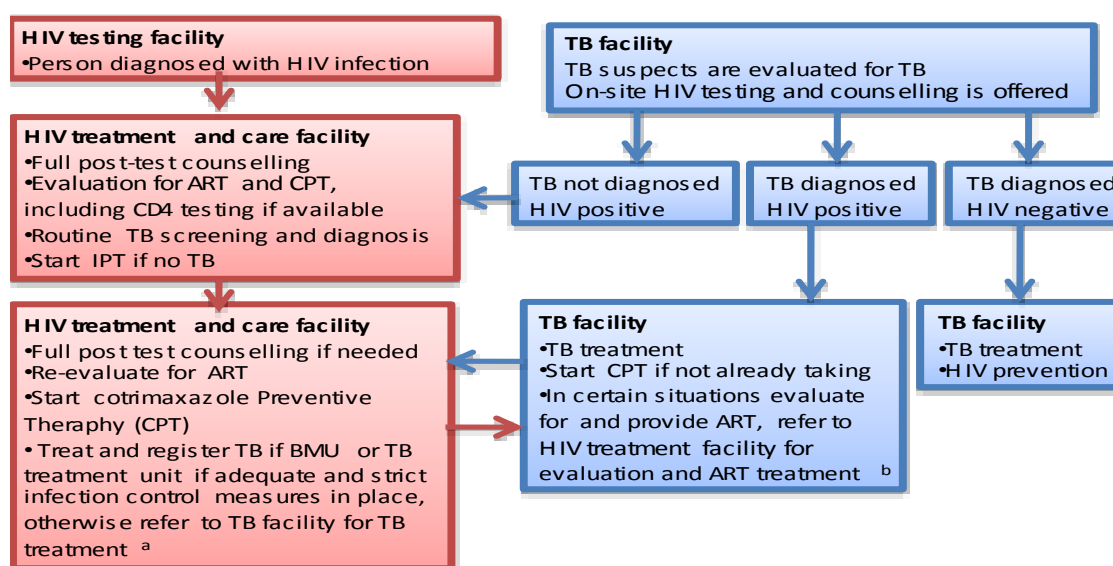 HIV testing facility
•Person diagnosed with HIV infection
TB facility
TB suspects are evaluated for TB
On-site HIV testing and counselling is offered
HIV treatment and care facility
•Full post-test counselling
•Evaluation for ART and CPT,
including CD4 testing if available
•Routine TB screening and diagnosis
•Start IPT if no TB
TB not diagnosed
HIV positive
TB diagnosed
HIV positive
TB diagnosed
HIV negative
HIV treatment and care facility
•Full post test counselling if needed
•Re-evaluate for ART
•Start cotrimaxazole Preventive
Theraphy (CPT)
• Treat and register TB if BMU or TB
treatment unit if adequate and strict
infection control measures in place,
otherwise refer to TB facility for TB
treatment a
TB facility
•TB treatment
•Start CPT if not already taking
•In certain situations evaluate
for and provide ART, refer to
HIV treatment facility for
evaluation and ART treatment b
TB facility
•TB treatment
•HIV prevention